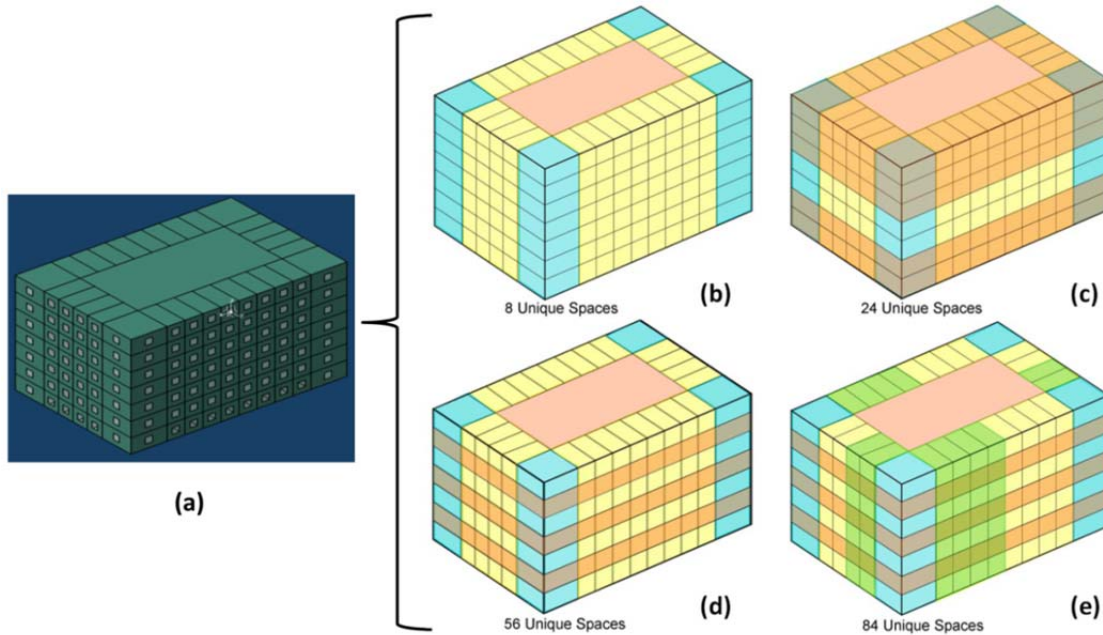 (a)
(b)
8 Unique Spaces
(c)
24 Unique Spaces
(d)
56 Unique Spaces
(e)
84 Unique Spaces